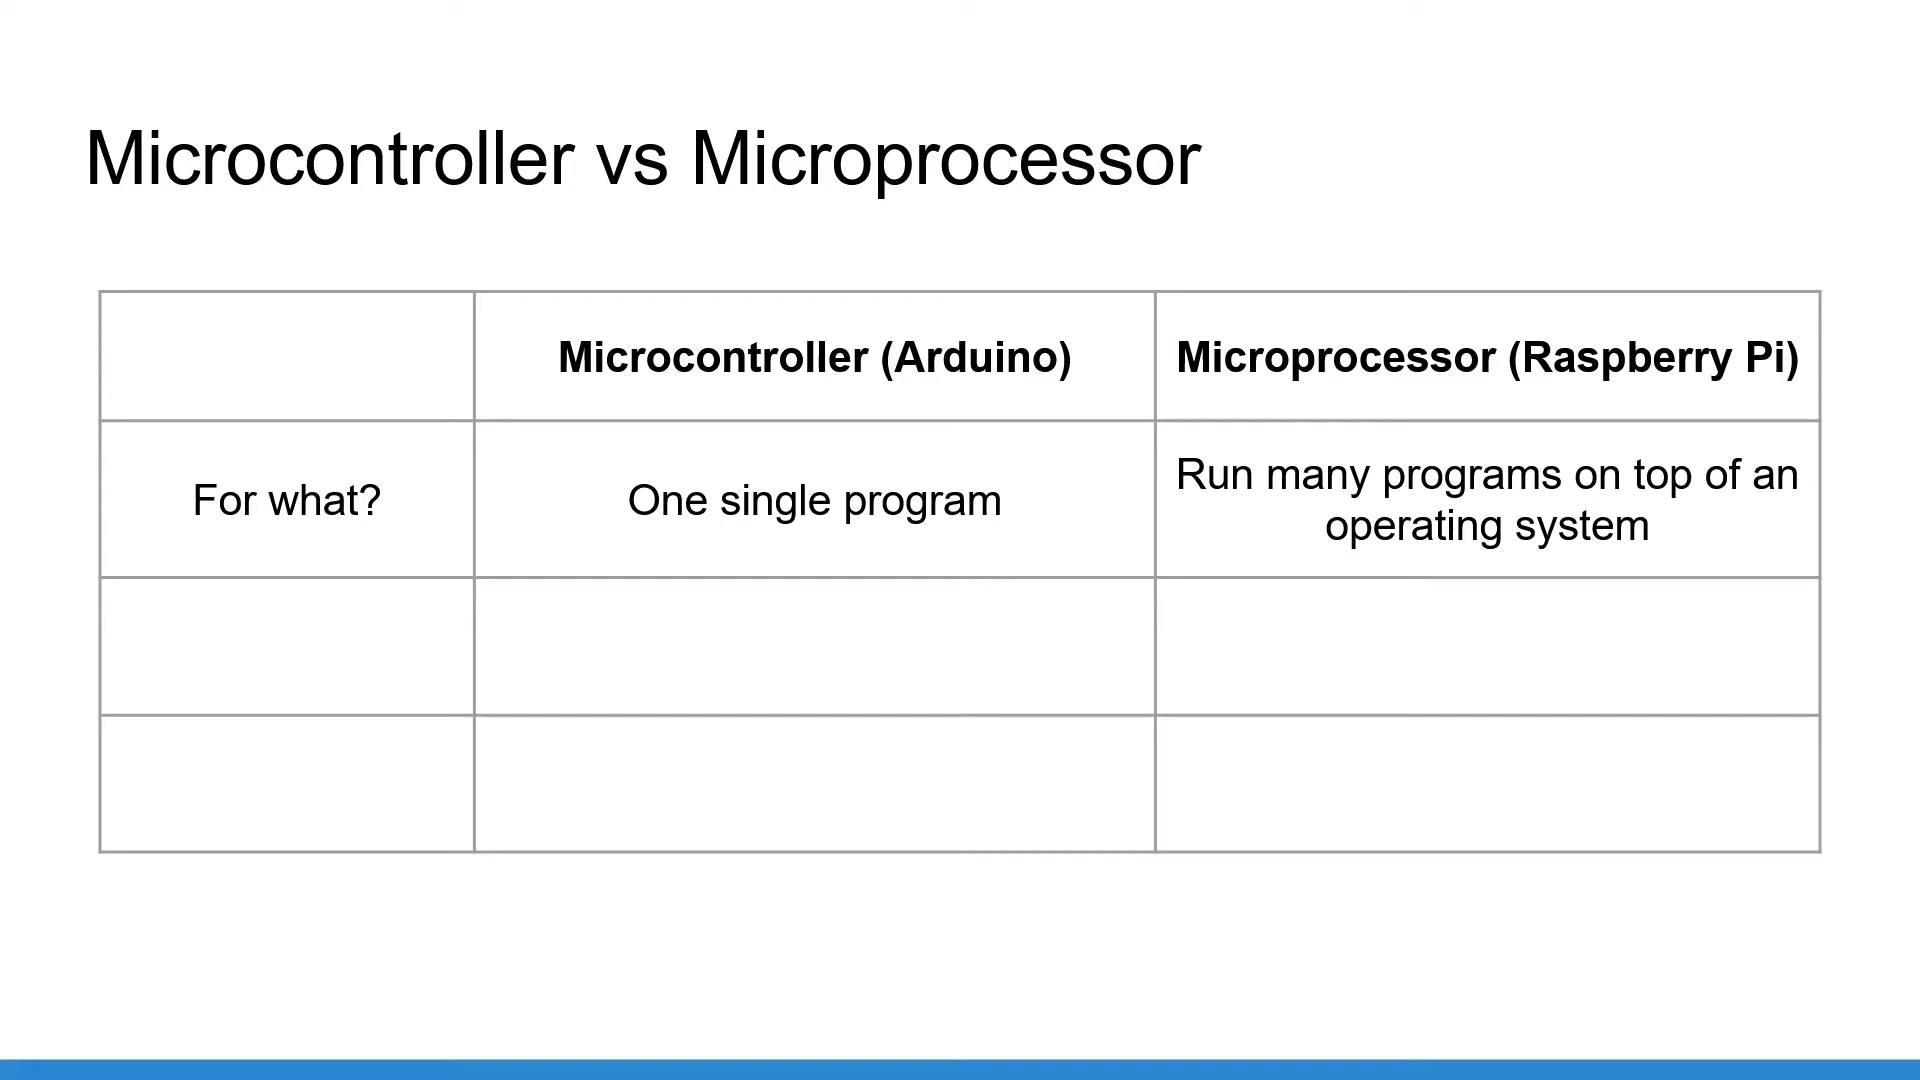 Microcontroller vs Microprocessor
Microcontroller (Arduino)
Microprocessor (Raspberry Pi)
For what?
One single program
Run many programs on top of an
operating system